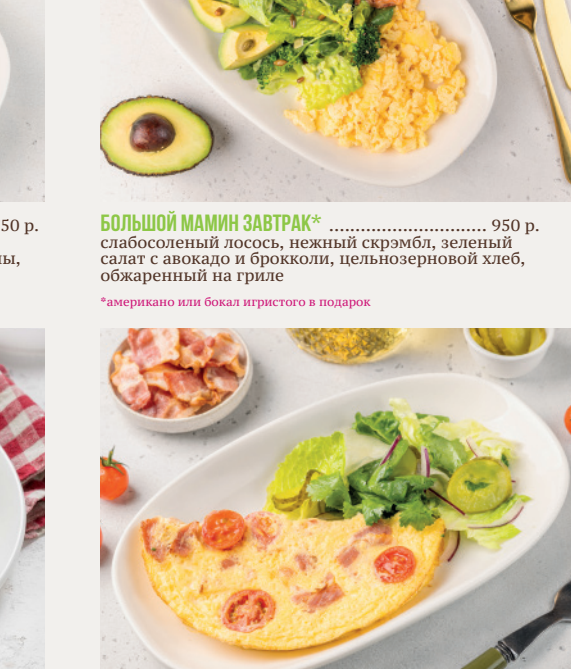 50 р.
ы,
БОЛЬШОЙ МАМИН ЗАВТРАК* .............................. 950 р.
слабосоленый лосось, нежный скрэмбл, зеленый
салат с авокадо и брокколи, цельнозерновой хлеб,
обжаренный на гриле
*американо или бокал игристого в подарок